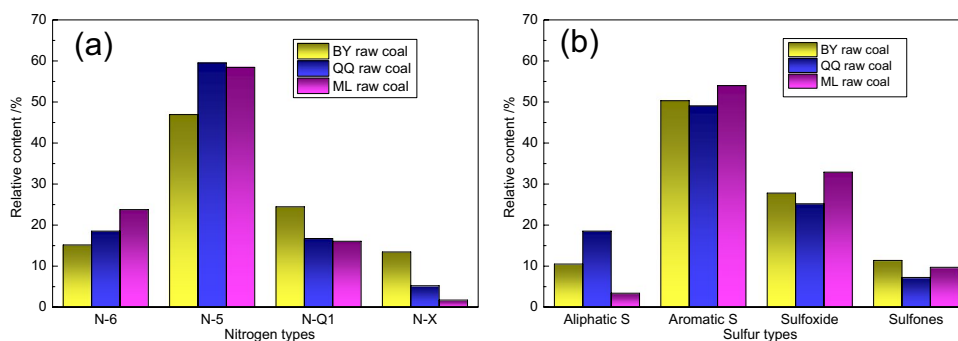 (a)
BY raw coal
QQ raw coal
ML raw coal
Relative content /%
70
60
50
40
30
20
10
0
N-6 N-5 N-Q1 N-X
Nitrogen types
(b)
BY raw coal
QQ raw coal
ML raw coal
Relative content /%
70
60
50
40
30
20
10
0
Aliphatic S Aromatic S Sulfoxide Sulfones
Sulfur types